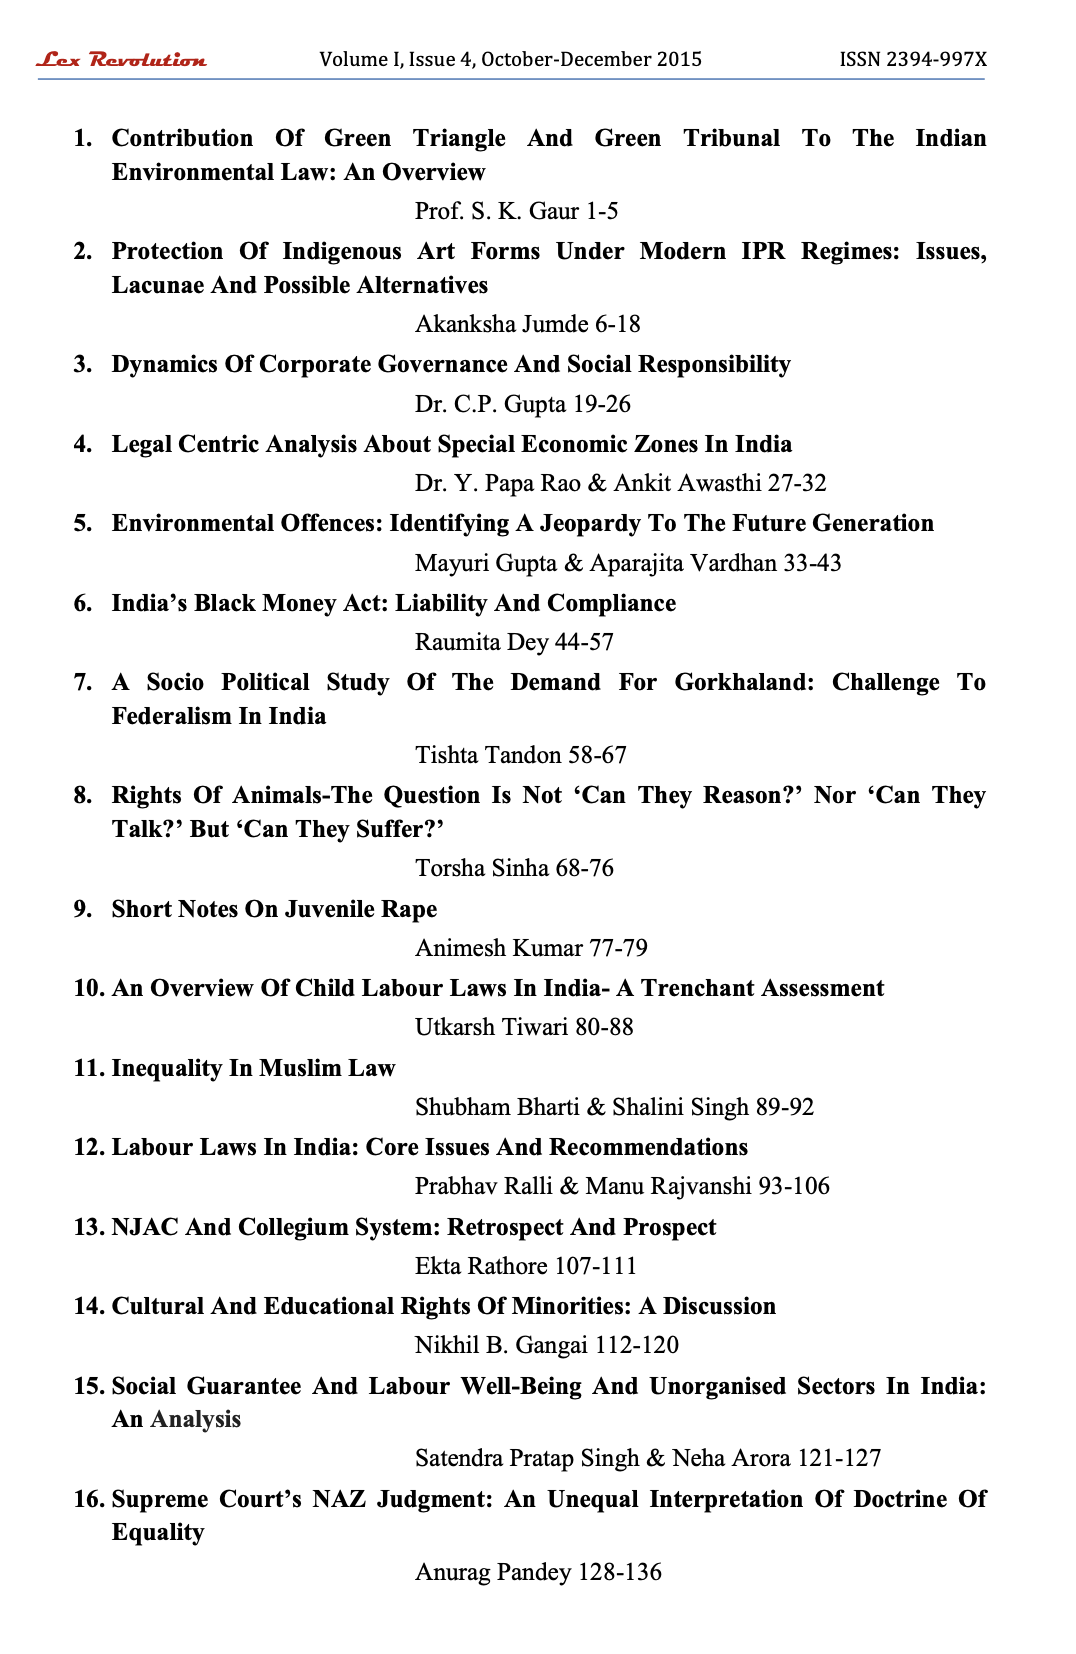 Lex Revolution Volume I, Issue 4, October-December 2015 ISSN 2394-997X
1. Contribution Of Green Triangle And Green Tribunal To The Indian
Environmental Law: An Overview
Prof. S. K. Gaur 1-5
2. Protection Of Indigenous Art Forms Under Modern IPR Regimes: Issues,
Lacunae And Possible Alternatives
Akanksha Jumde 6-18
3. Dynamics Of Corporate Governance And Social Responsibility
Dr. C.P. Gupta 19-26
4. Legal Centric Analysis About Special Economic Zones In India
Dr. Y. Papa Rao & Ankit Awasthi 27-32
5. Environmental Offences: Identifying A Jeopardy To The Future Generation
Mayuri Gupta & Aparajita Vardhan 33-43
6. India’s Black Money Act: Liability And Compliance
Raumita Dey 44-57
7. A Socio Political Study Of The Demand For Gorkhaland: Challenge To
Federalism In India
Tishta Tandon 58-67
8. Rights Of Animals-The Question Is Not ‘Can They Reason?’ Nor ‘Can They
Talk?’ But ‘Can They Suffer?’
Torsha Sinha 68-76
9. Short Notes On Juvenile Rape
Animesh Kumar 77-79
10. An Overview Of Child Labour Laws In India- A Trenchant Assessment
Utkarsh Tiwari 80-88
11. Inequality In Muslim Law
Shubham Bharti & Shalini Singh 89-92
12. Labour Laws In India: Core Issues And Recommendations
Prabhav Ralli & Manu Rajvanshi 93-106
13. NJAC And Collegium System: Retrospect And Prospect
Ekta Rathore 107-111
14. Cultural And Educational Rights Of Minorities: A Discussion
Nikhil B. Gangai 112-120
15. Social Guarantee And Labour Well-Being And Unorganised Sectors In India:
An Analysis
Satendra Pratap Singh & Neha Arora 121-127
16. Supreme Court’s NAZ Judgment: An Unequal Interpretation Of Doctrine Of
Equality
Anurag Pandey 128-136